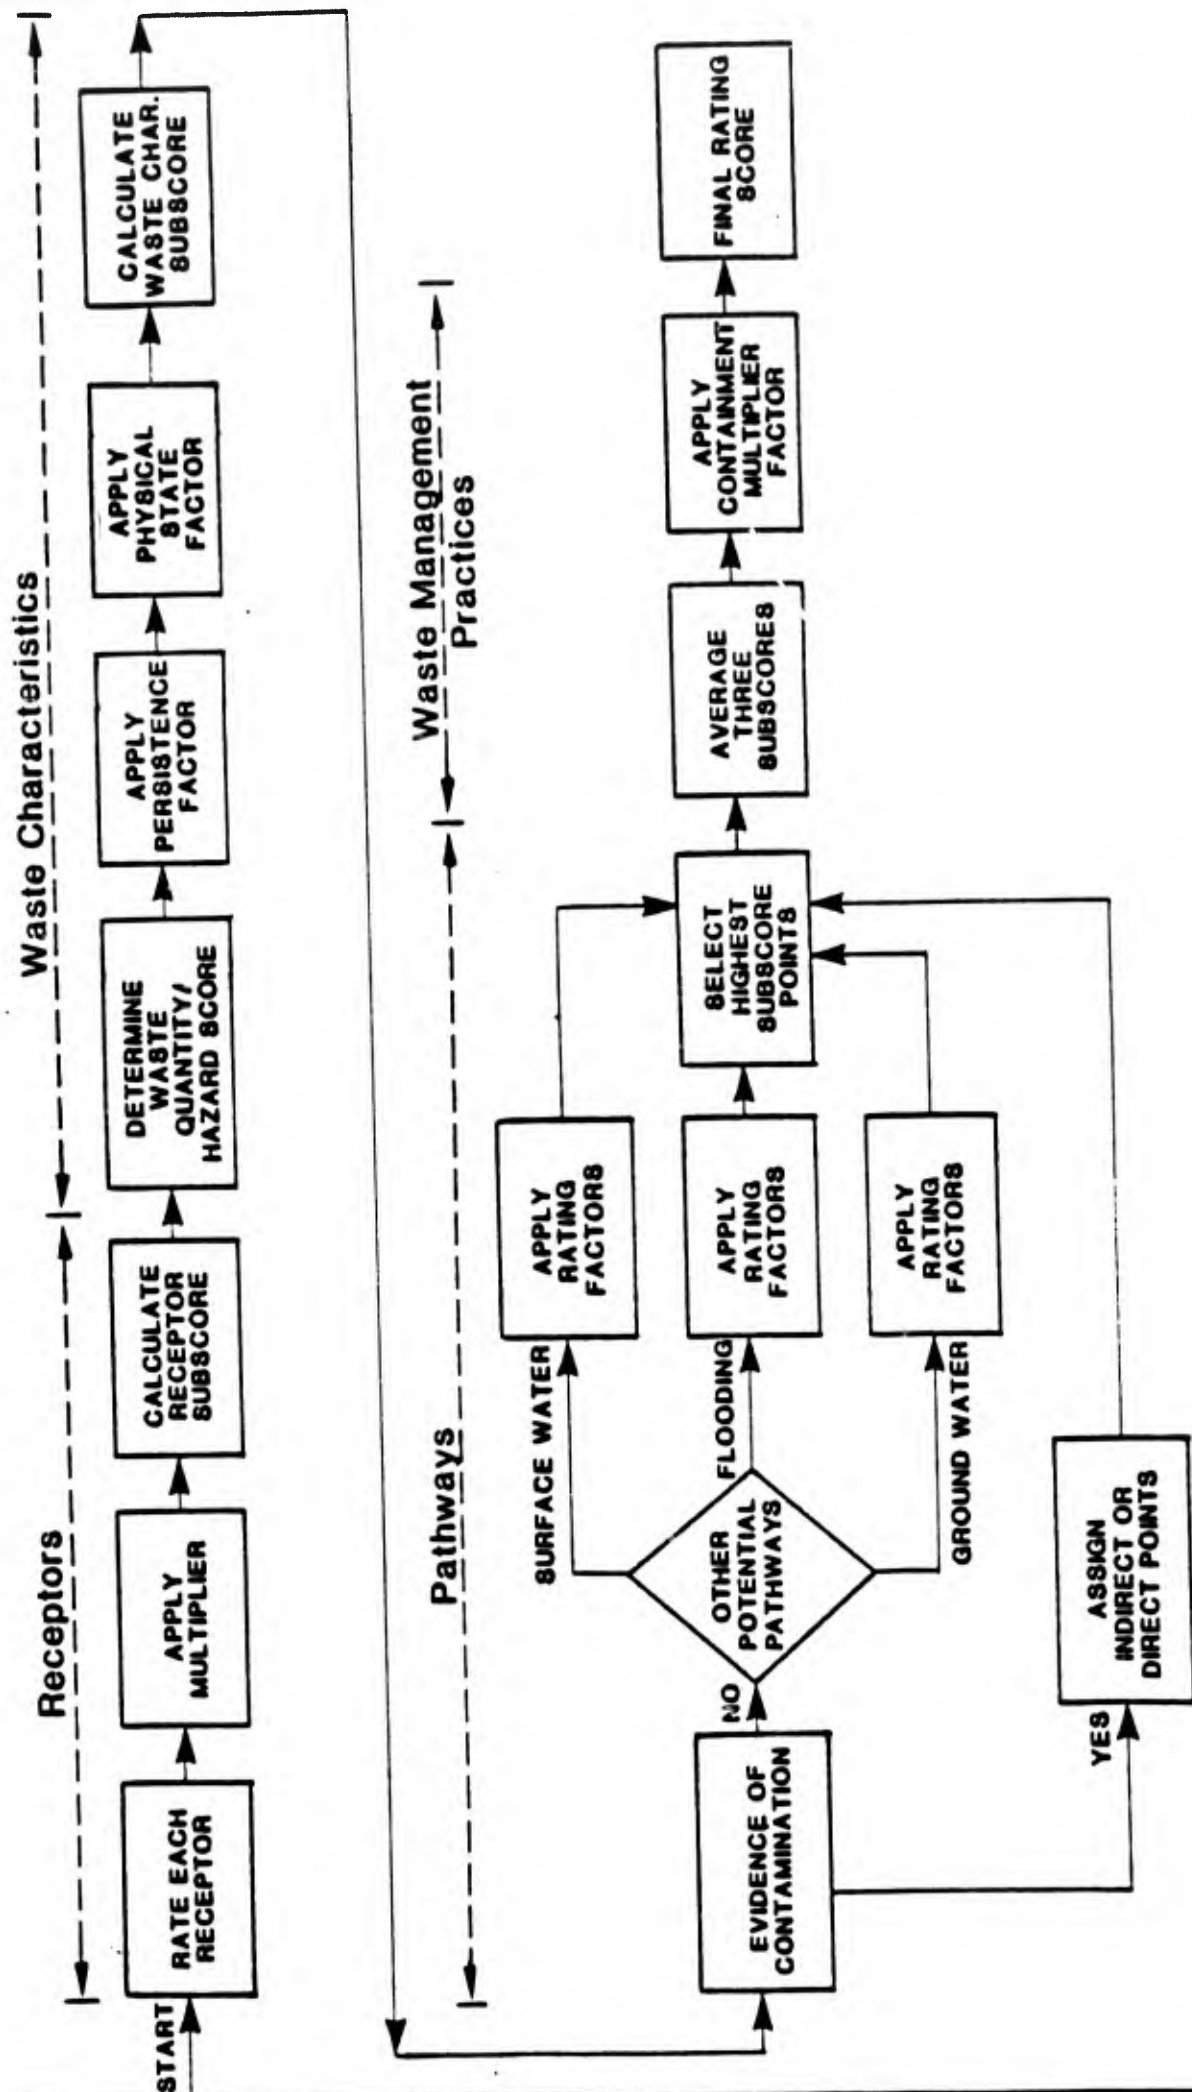 Receptors
Waste Characteristics
START
RATE EACH
RECEPTOR
APPLY
MULTIPLIER
CALCULATE
RECEPTOR
SUBSCORE
DETERMINE
WASTE
QUANTITY/
HAZARD SCORE
APPLY
PERSISTENCE
FACTOR
APPLY
PHYSICAL
STATE
FACTOR
CALCULATE
WASTE CHAR.
SUBSCORE
Pathways
Waste Management
Practices
EVIDENCE OF
CONTAMINATION
NO
OTHER
POTENTIAL
PATHWAYS
SURFACE WATER
APPLY
RATING
FACTORS
FLOODING
APPLY
RATING
FACTORS
GROUND WATER
APPLY
RATING
FACTORS
YES
ASSIGN
INDIRECT OR
DIRECT POINTS
SELECT
HIGHEST
SUBSCORE
POINTS
AVERAGE
THREE
SUBSCORES
APPLY
CONTAINMENT
MULTIPLIER
FACTOR
FINAL RATING
SCORE